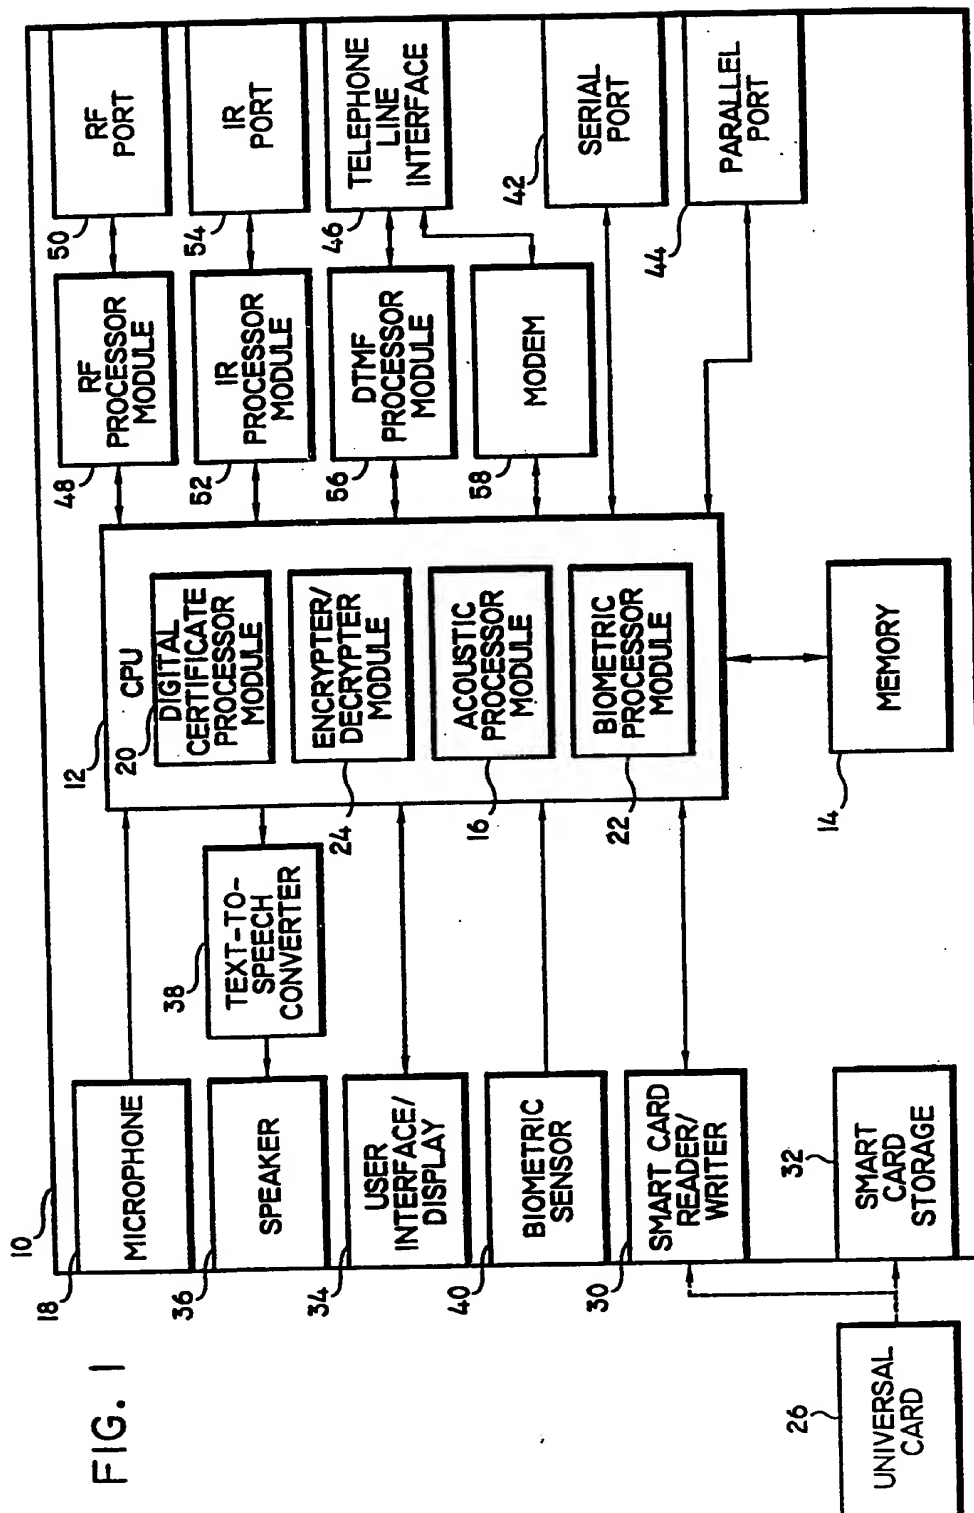 FIG. 1
10
18
MICROPHONE
36
SPEAKER
38
TEXT-TO-
SPEECH
CONVERTER
34
USER
INTERFACE/
DISPLAY
40
BIOMETRIC
SENSOR
30
SMART CARD
READER/
WRITER
32
SMART
CARD
STORAGE
26
UNIVERSAL
CARD
12
CPU
20
DIGITAL
CERTIFICATE
PROCESSOR
MODULE
24
ENCRYPTER/
DECRYPTER
MODULE
16
ACOUSTIC
PROCESSOR
MODULE
22
BIOMETRIC
PROCESSOR
MODULE
14
MEMORY
48
RF
PROCESSOR
MODULE
52
IR
PROCESSOR
MODULE
56
DTMF
PROCESSOR
MODULE
58
MODEM
50
RF
PORT
54
IR
PORT
46
TELEPHONE
LINE
INTERFACE
42
SERIAL
PORT
44
PARALLEL
PORT